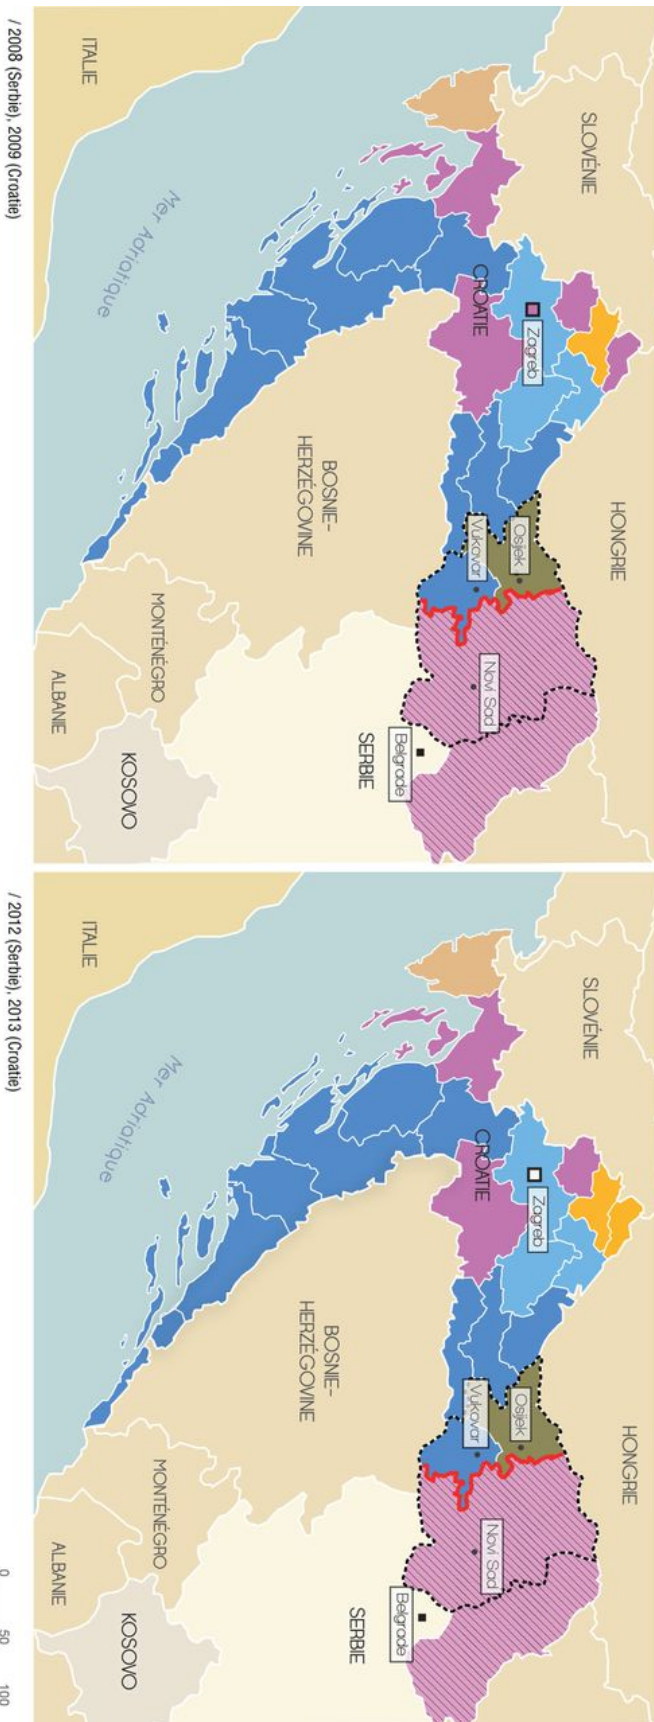 ITALIE
SLOVÉNIE
HONGRIE
Mer Adriatique
CROATIE
Zagreb
Osijek
Vukovar
BOSNIE-
HERZÉGOVINE
Novi Sad
Belgrade
SERBIE
MONTÉNÉGRO
ALBANIE
KOSOVO
/ 2008 (Serbie), 2009 (Croatie)
ITALIE
SLOVÉNIE
HONGRIE
Mer Adriatique
CROATIE
Zagreb
Osijek
Vukovar
BOSNIE-
HERZÉGOVINE
Novi Sad
Belgrade
SERBIE
MONTÉNÉGRO
ALBANIE
KOSOVO
/ 2012 (Serbie), 2013 (Croatie)
0 50 100